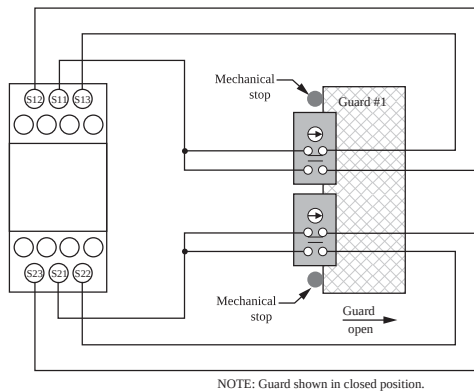 S12 S11 S13
Mechanical
stop
Guard #1
S23 S21 S22
Mechanical
stop
Guard
open
NOTE: Guard shown in closed position.